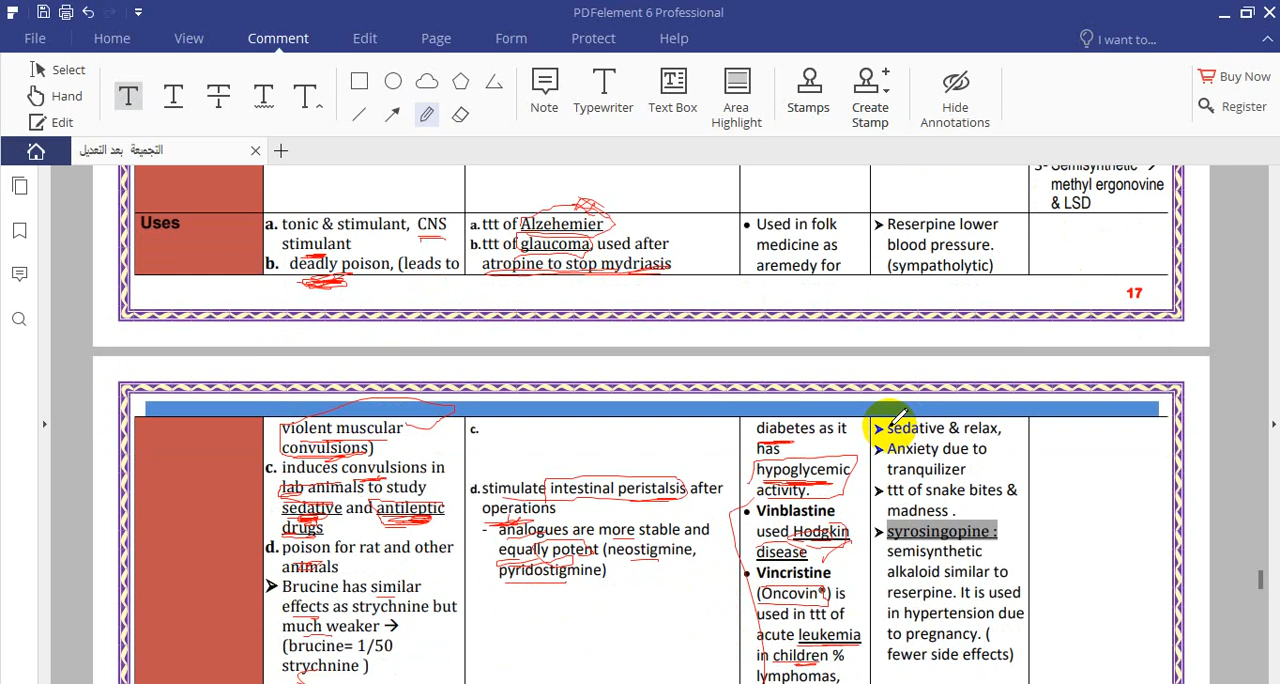 PDFelement 6 Professional
File Home View Comment Edit Page Form Protect Help I want to...
Select
Hand
Edit
Note
Typewriter
Text Box
Area Highlight
Stamps
Create Stamp
Hide Annotations
Buy Now
Register
التجميعة بعد التعديل
Uses
a. tonic & stimulant, CNS
stimulant
b. deadly poison, (leads to
a. ttt of Alzehemier
b. ttt of glaucoma, used after
atropine to stop mydriasis
• Used in folk
medicine as
aremedy for
➤ Reserpine lower
blood pressure.
(sympatholytic)
3- Semisynthetic →
methyl ergonovine
& LSD
17
violent muscular
convulsions)
c. induces convulsions in
lab animals to study
sedative and antileptic
drugs
d. poison for rat and other
animals
➤ Brucine has similar
effects as strychnine but
much weaker →
(brucine= 1/50
strychnine )
c.
d. stimulate intestinal peristalsis after
operations
analogues are more stable and
equally potent (neostigmine,
pyridostigmine)
diabetes as it
has
hypoglycemic
activity.
• Vinblastine
used Hodgkin
disease
• Vincristine
(Oncovin®) is
used in ttt of
acute leukemia
in children %
lymphomas,
➤ sedative & relax,
➤ Anxiety due to
tranquilizer
➤ ttt of snake bites &
madness .
➤ syrosingopine :
semisynthetic
alkaloid similar to
reserpine. It is used
in hypertension due
to pregnancy. (
fewer side effects)